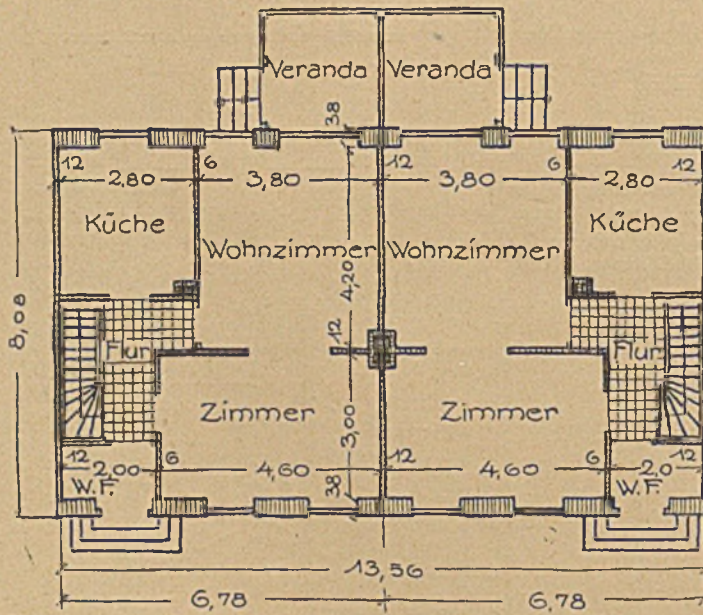 Veranda Veranda
38
12 6 12 6 12
2,80 3,80 3,80 2,80
Küche Wohnzimmer Wohnzimmer Küche
4,20
8,08
12
Flur Flur
Zimmer Zimmer
3,00
12 6 12 6 12
2,00 4,60 4,60 2,0
W.F. W.F.
38
13,56
6,78 6,78